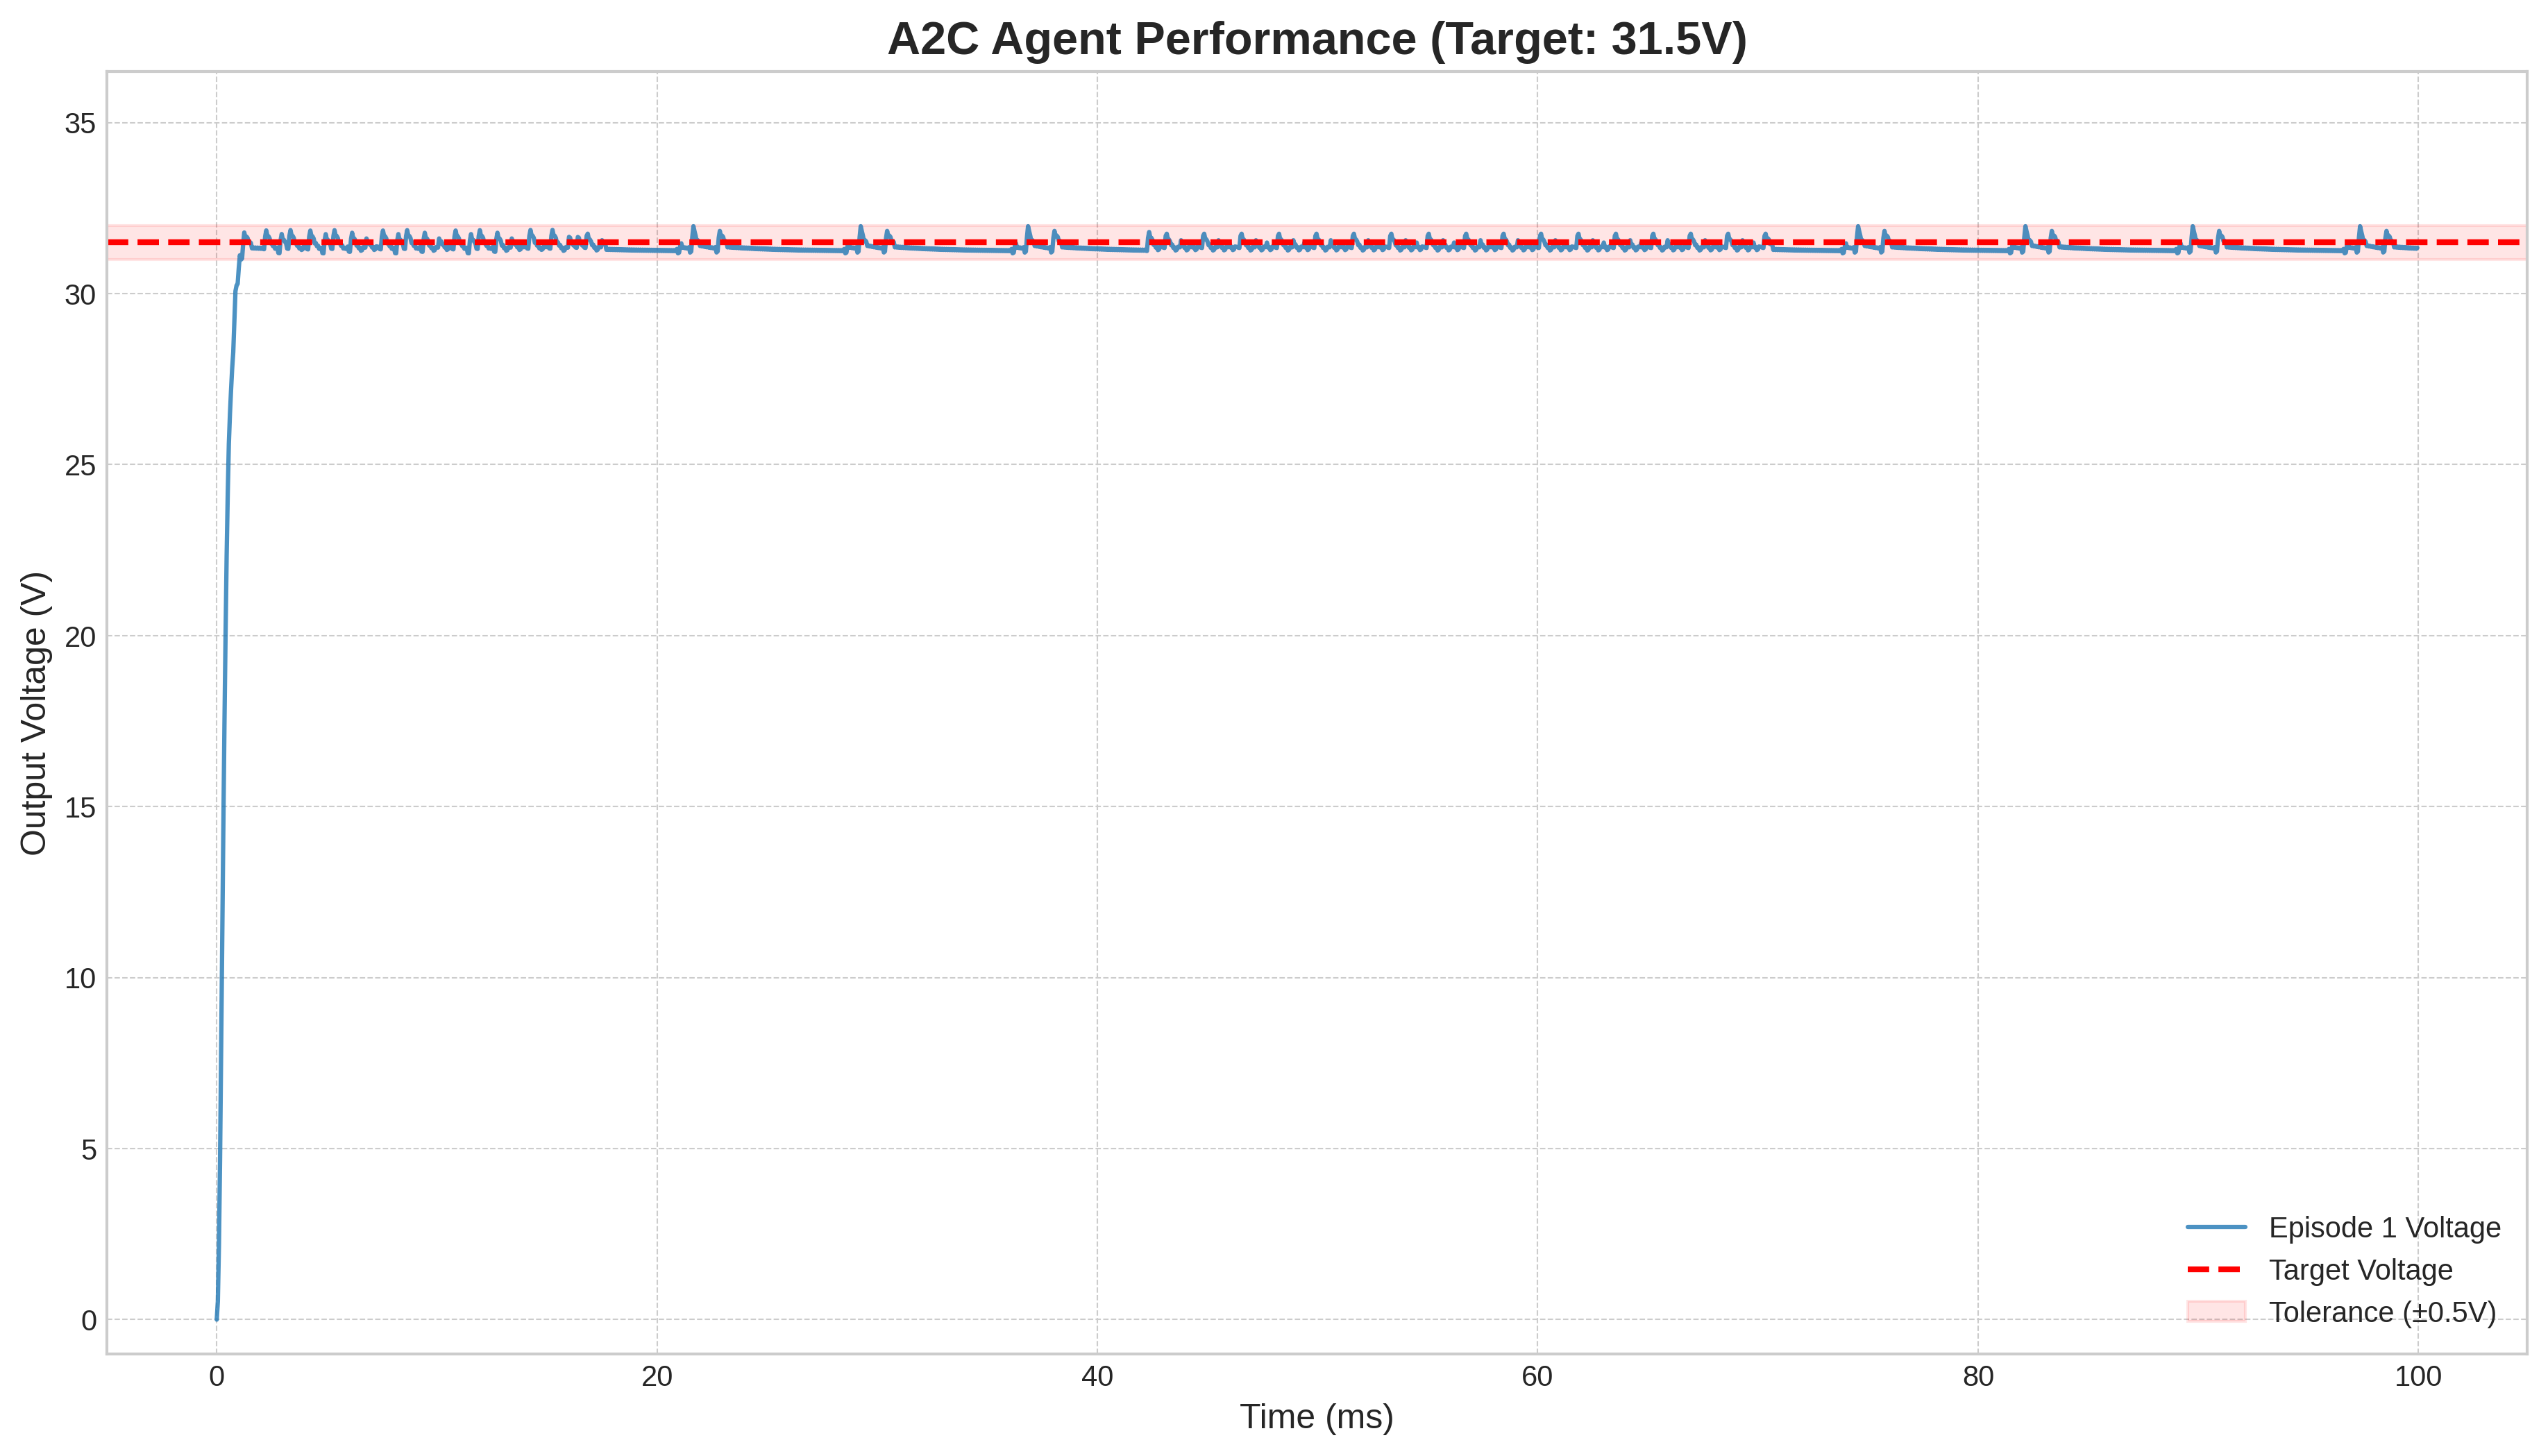 A2C Agent Performance (Target: 31.5V)
Output Voltage (V)
35
30
25
20
15
10
5
0
0
20
40
60
80
100
Time (ms)
Episode 1 Voltage
Target Voltage
Tolerance (±0.5V)